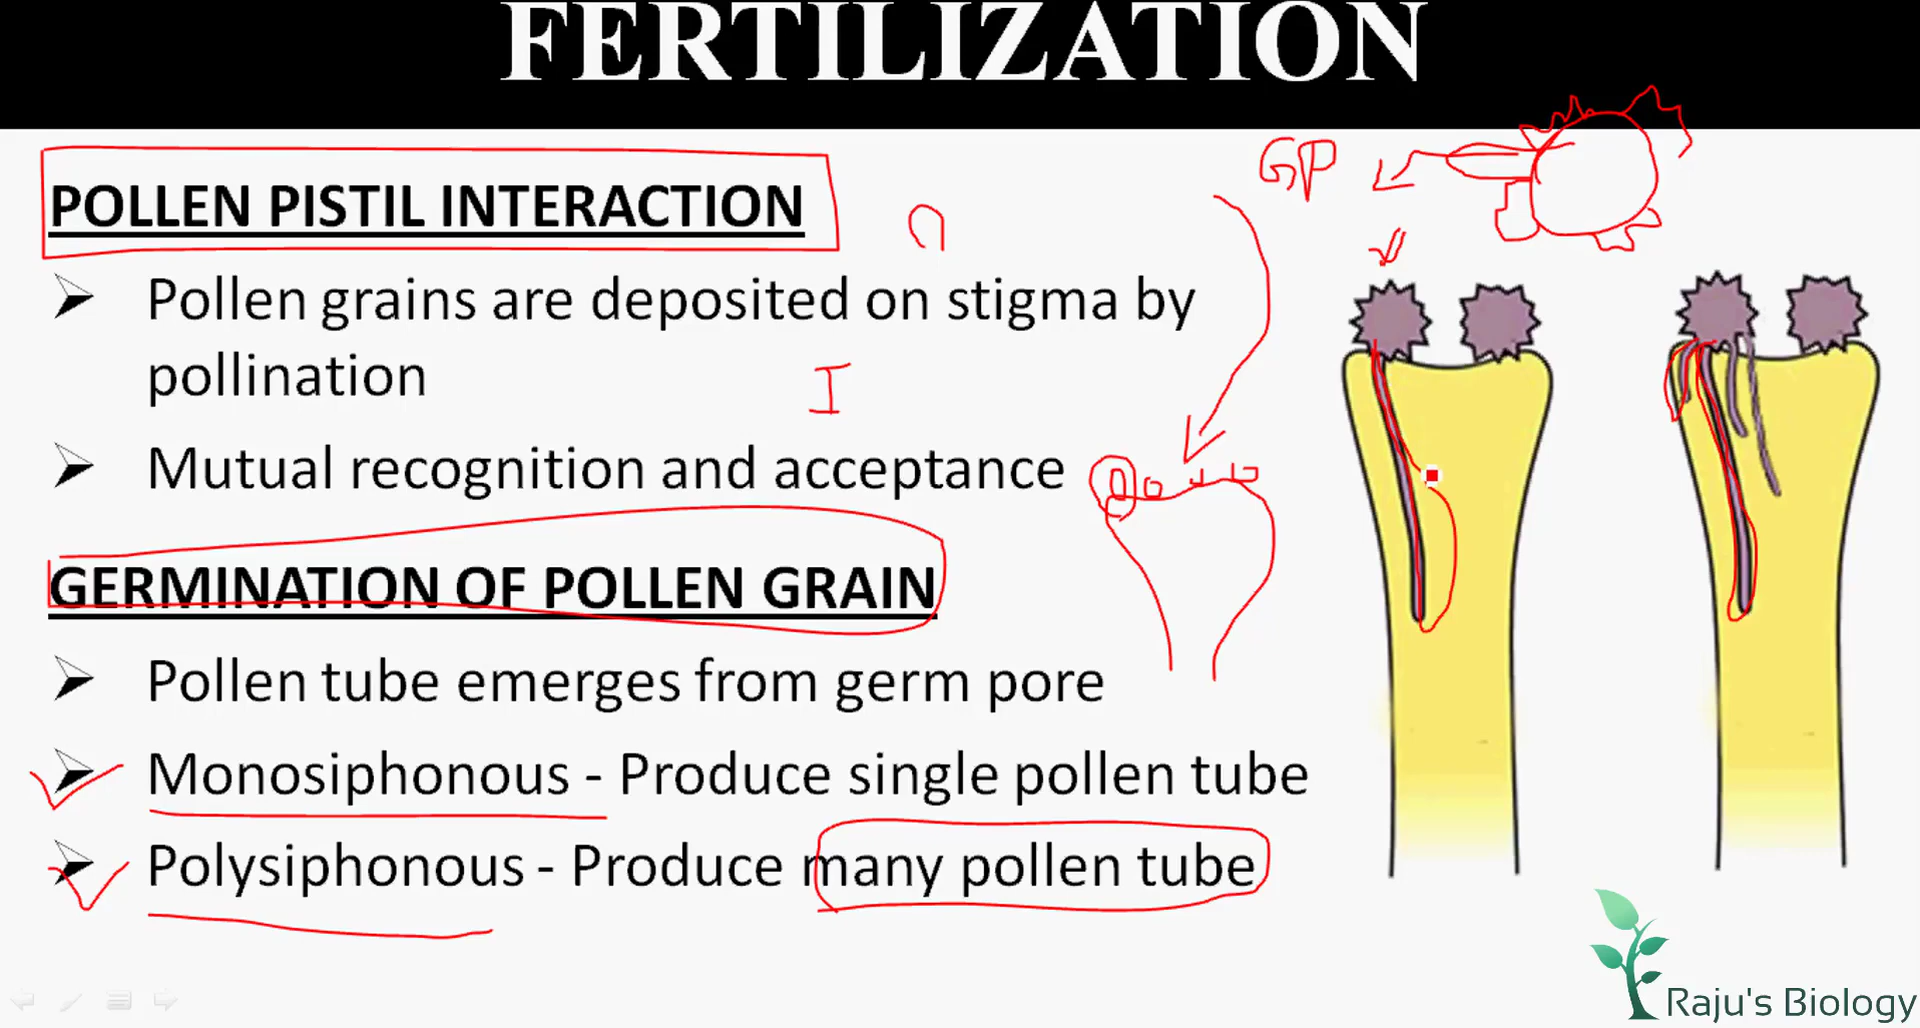 FERTILIZATION
POLLEN PISTIL INTERACTION
GP
Pollen grains are deposited on stigma by
pollination
I
Mutual recognition and acceptance
GERMINATION OF POLLEN GRAIN
Pollen tube emerges from germ pore
Monosiphonous - Produce single pollen tube
Polysiphonous - Produce many pollen tube
Raju's Biology